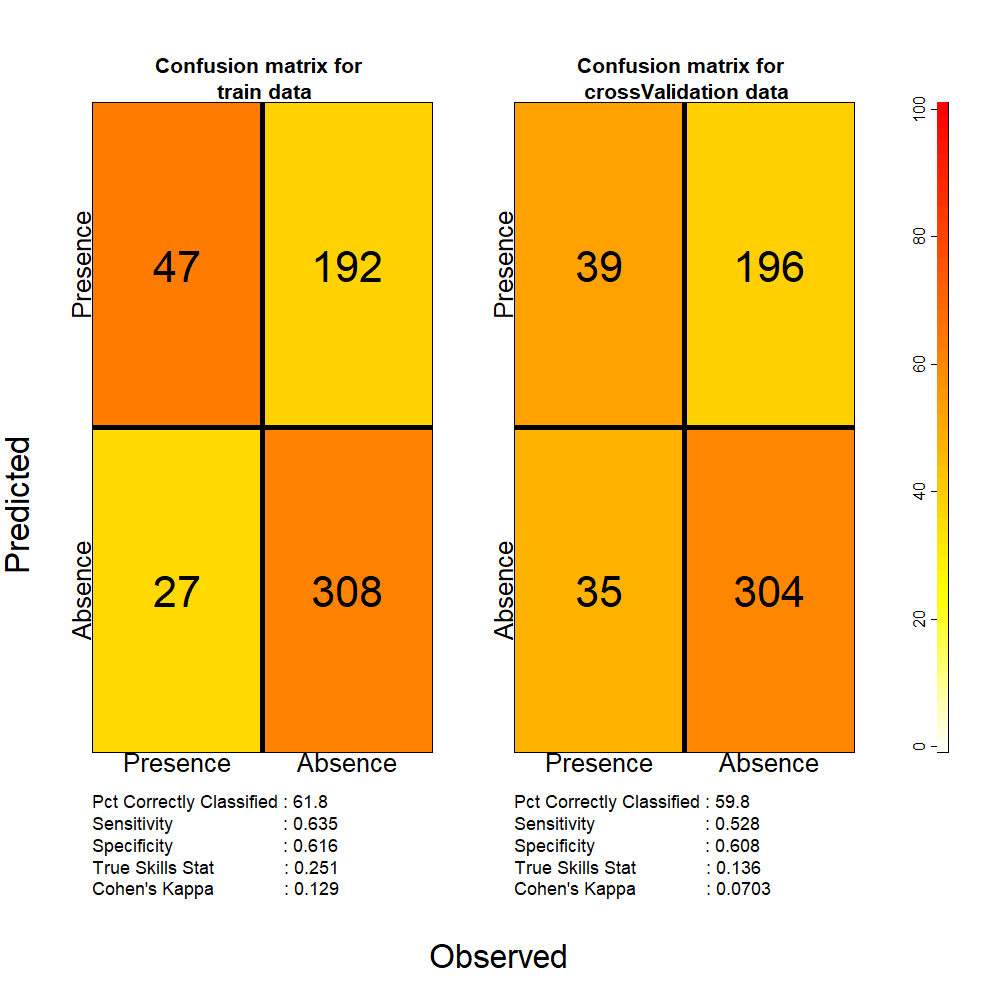 Confusion matrix for
train data
Confusion matrix for
crossValidation data
Presence
47
192
Absence
27
308
Presence
Absence
Presence
39
196
Absence
35
304
Presence
Absence
100
80
60
40
20
0
Predicted
Pct Correctly Classified : 61.8
Sensitivity : 0.635
Specificity : 0.616
True Skills Stat : 0.251
Cohen's Kappa : 0.129
Pct Correctly Classified : 59.8
Sensitivity : 0.528
Specificity : 0.608
True Skills Stat : 0.136
Cohen's Kappa : 0.0703
Observed